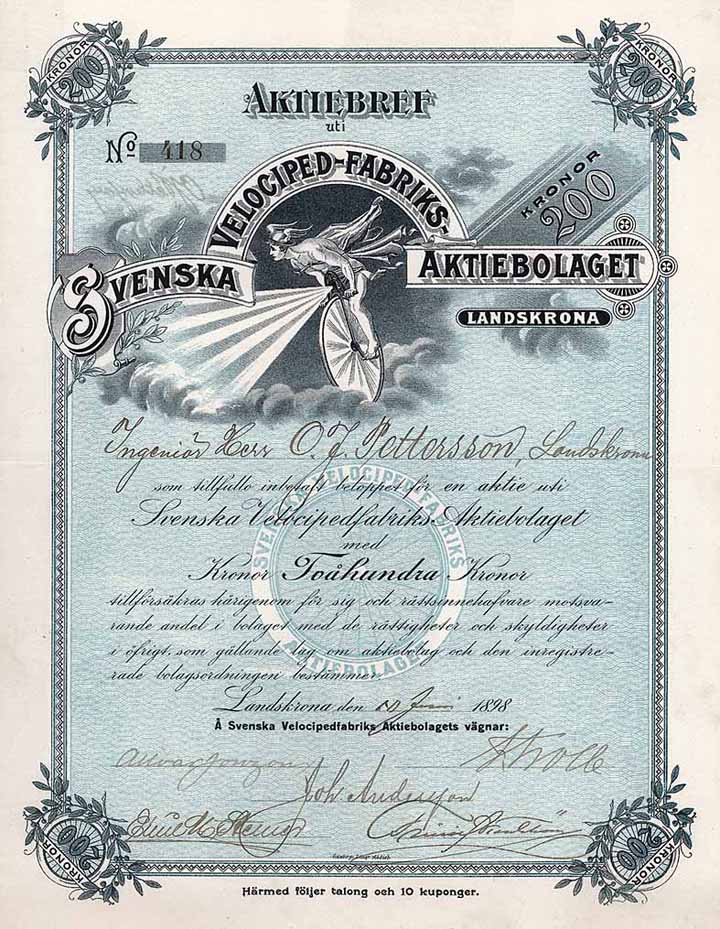 KRONOR 200
KRONOR 200
AKTIEBREF
uti
No 418
KRONOR 200
SVENSKA VELOCIPED-FABRIKS-AKTIEBOLAGET
LANDSKRONA
Ingeniör Herr O. J. Pettersson, Landskrona
som tillfullo inbetalt beloppet för en aktie uti
Svenska Velocipedfabriks Aktiebolaget
med
Kronor Tvåhundra Kronor
tillförsäkras härigenom för sig och rättsinnehafvare motsva-
rande andel i bolaget med de rättigheter och skyldigheter
i öfrigt, som gällande lag om aktiebolag och den inregistre-
rade bolagsordningen bestämmer.
SVENSKA VELOCIPEDFABRIKS AKTIEBOLAGET
Landskrona den Juni 1898
Å Svenska Velocipedfabriks Aktiebolagets vägnar:
Joh Andersson
KRONOR 200
KRONOR 200
Härmed följer talong och 10 kuponger.